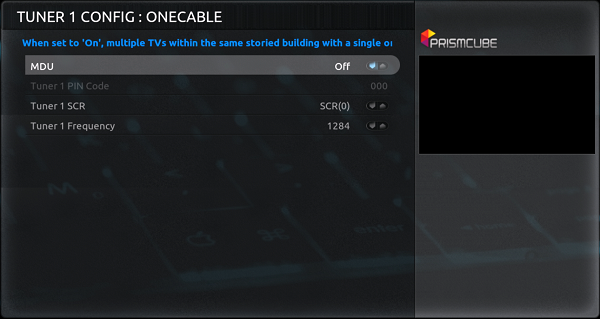 TUNER 1 CONFIG : ONECABLE
When set to 'On', multiple TVs within the same storied building with a single or
MDU Off
Tuner 1 PIN Code 000
Tuner 1 SCR SCR(0)
Tuner 1 Frequency 1284
PRISMCUBE